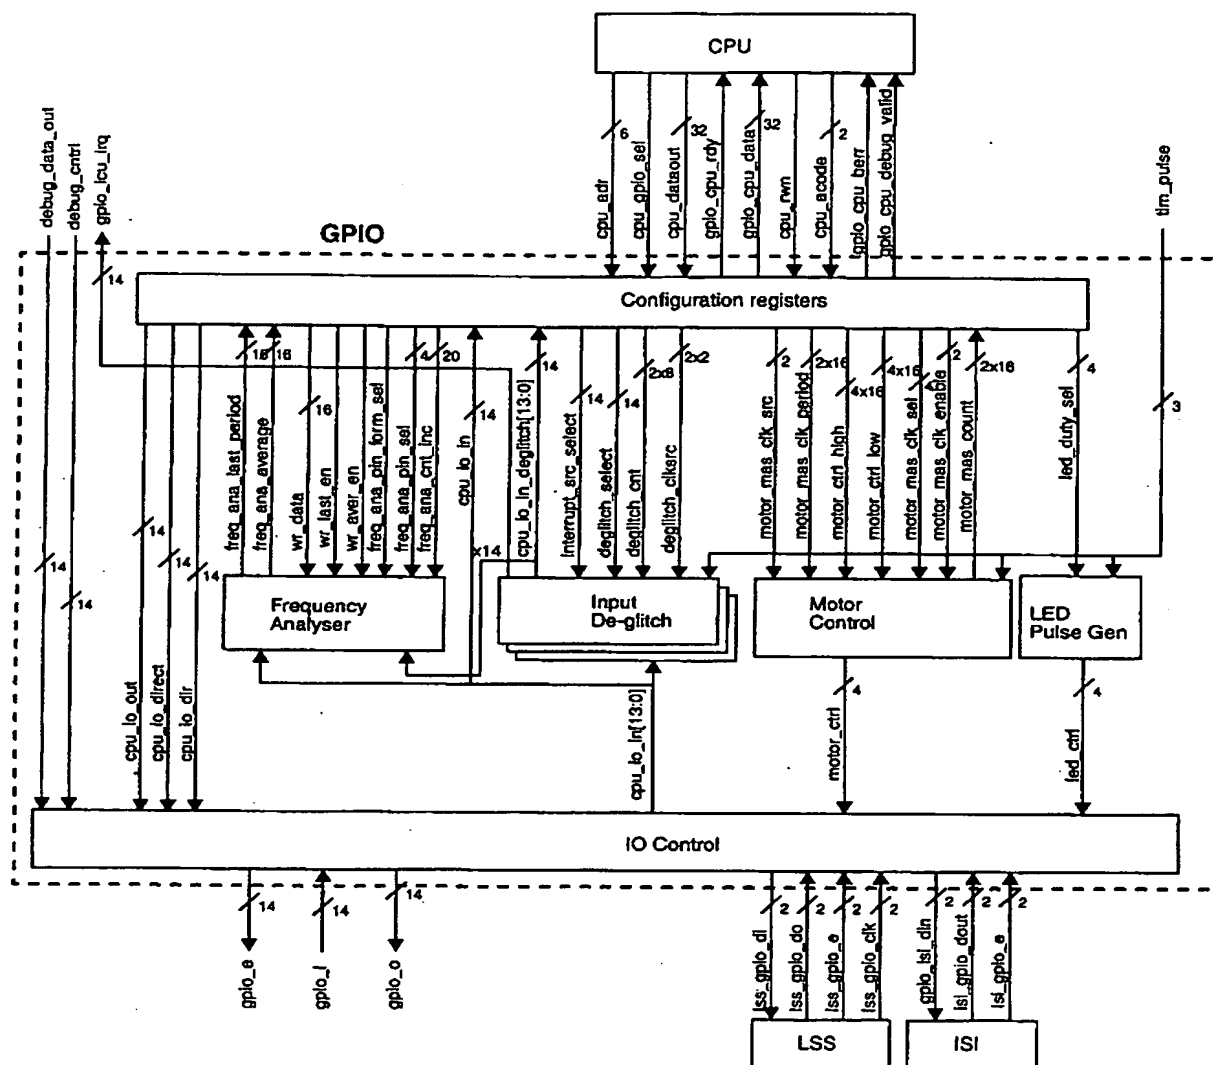 CPU
debug_data_out
debug_cntrl
gpio_icu_irq
cpu_adr
6
cpu_gpio_sel
cpu_dataout
32
gpio_cpu_rdy
gpio_cpu_data
32
cpu_rwn
cpu_acode
2
gpio_cpu_berr
gpio_cpu_debug_valid
tim_pulse
3
GPIO
14
Configuration registers
freq_ana_last_period
16
freq_ana_average
16
wr_data
16
wr_last_en
wr_aver_en
freq_ana_pin_form_sel
freq_ana_pin_sel
4
freq_ana_cnt_inc
20
cpu_io_in
14
cpu_io_in_deglitch[13:0]
14
x14
interrupt_src_select
14
deglitch_select
14
deglitch_cnt
2x8
deglitch_clksrc
2x2
motor_mas_clk_src
2
motor_mas_clk_period
2x16
motor_ctrl_high
4x16
motor_ctrl_low
4x16
motor_mas_clk_sel
4
motor_mas_clk_enable
2
motor_mas_count
2x16
led_duty_sel
4
Frequency
Analyser
Input
De-glitch
Motor
Control
LED
Pulse Gen
14
14
cpu_io_out
14
cpu_io_direct
14
cpu_io_dir
14
cpu_io_in[13:0]
motor_ctrl
4
led_ctrl
4
IO Control
gpio_e
14
gpio_i
14
gpio_o
14
lss_gpio_di
2
lss_gpio_do
2
lss_gpio_e
2
lss_gpio_clk
2
gpio_isi_din
2
isi_gpio_dout
2
isi_gpio_e
2
LSS
ISI